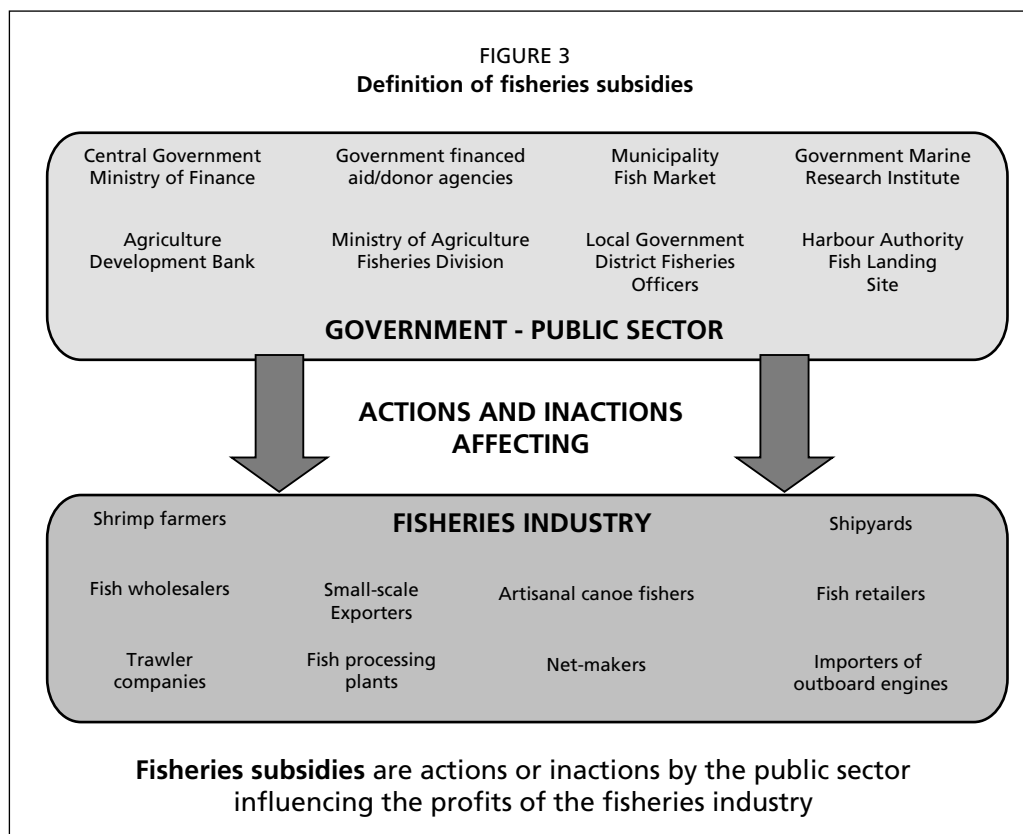 FIGURE 3
Definition of fisheries subsidies
Central Government
Ministry of Finance
Government financed
aid/donor agencies
Municipality
Fish Market
Government Marine
Research Institute
Agriculture
Development Bank
Ministry of Agriculture
Fisheries Division
Local Government
District Fisheries
Officers
Harbour Authority
Fish Landing
Site
GOVERNMENT - PUBLIC SECTOR
ACTIONS AND INACTIONS
AFFECTING
Shrimp farmers
FISHERIES INDUSTRY
Shipyards
Fish wholesalers
Small-scale
Exporters
Artisanal canoe fishers
Fish retailers
Trawler
companies
Fish processing
plants
Net-makers
Importers of
outboard engines
Fisheries subsidies are actions or inactions by the public sector
influencing the profits of the fisheries industry